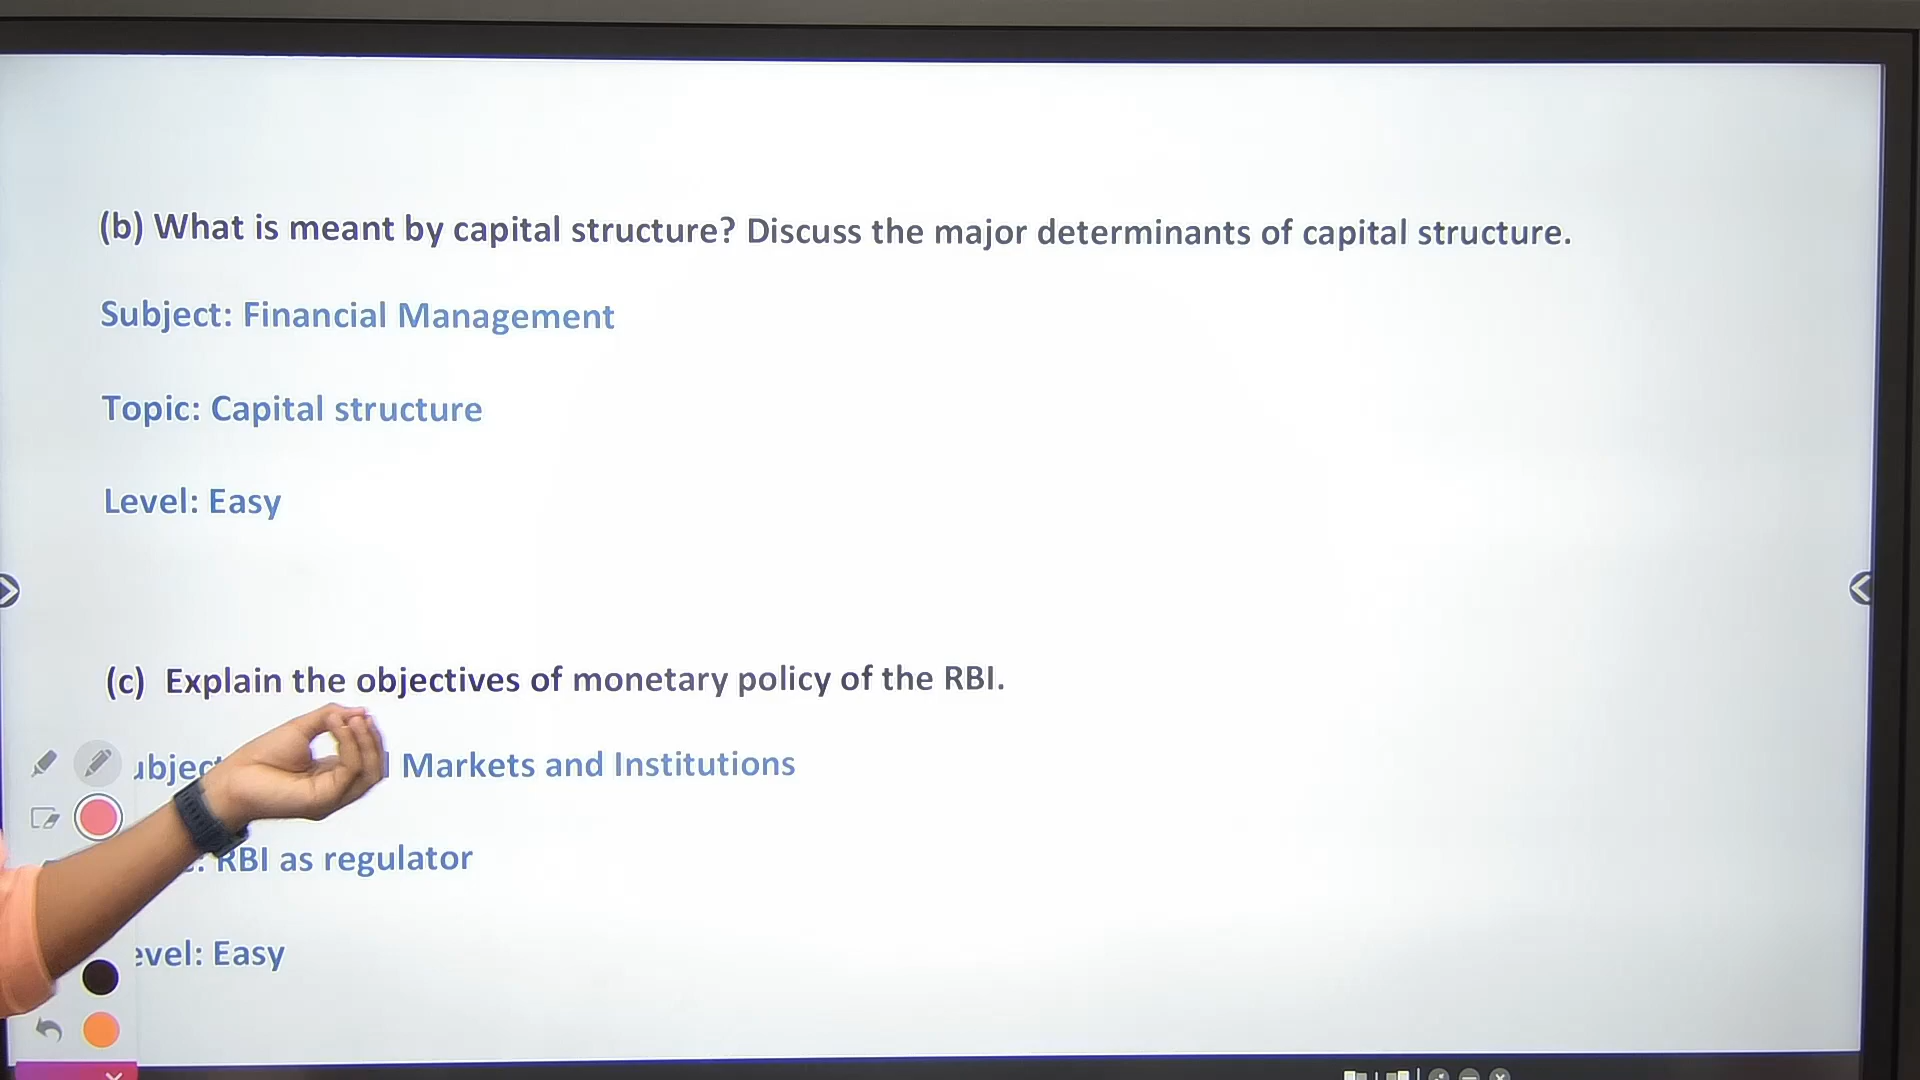 (b) What is meant by capital structure? Discuss the major determinants of capital structure.
Subject: Financial Management
Topic: Capital structure
Level: Easy
(c) Explain the objectives of monetary policy of the RBI.
Markets and Institutions
RBI as regulator
Easy